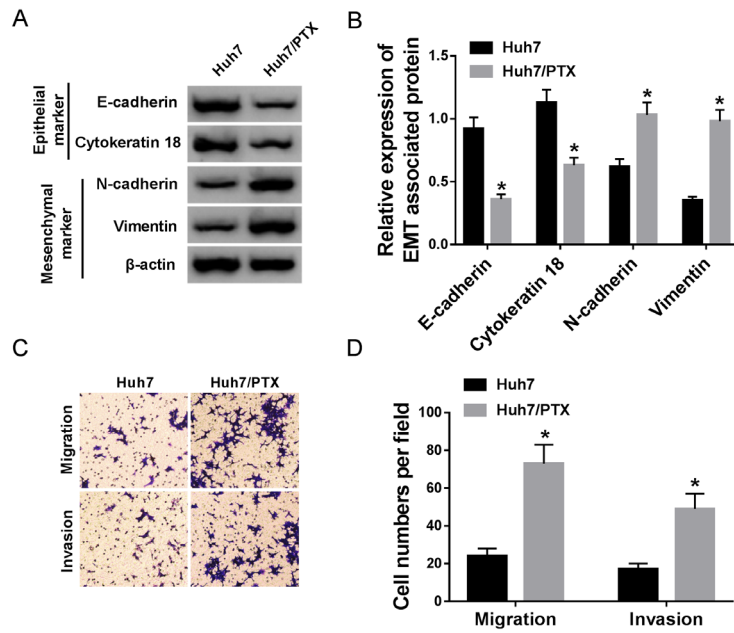 A
Huh7
Huh7/PTX
Epithelial marker
E-cadherin
Cytokeratin 18
Mesenchymal marker
N-cadherin
Vimentin
β-actin
B
Huh7
Huh7/PTX
Relative expression of
EMT associated protein
1.5
1.0
0.5
0.0
*
*
*
*
E-cadherin
Cytokeratin 18
N-cadherin
Vimentin
C
Huh7
Huh7/PTX
Migration
Invasion
D
Huh7
Huh7/PTX
Cell numbers per field
100
80
60
40
20
0
*
*
Migration
Invasion